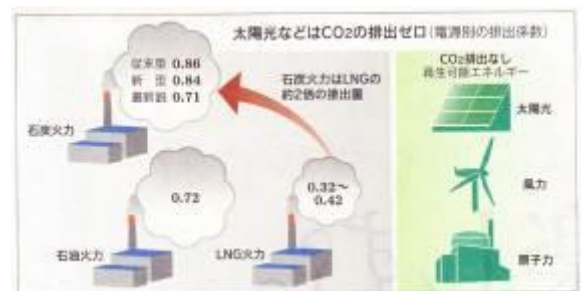 太陽光などはCO2の排出ゼロ(電源別の排出係数)
従来型 0.86
新 型 0.84
最新鋭 0.71
石炭火力はLNGの
約2倍の排出量
石炭火力
0.72
石油火力
0.32〜
0.42
LNG火力
CO2排出なし
再生可能エネルギー
太陽光
風力
原子力